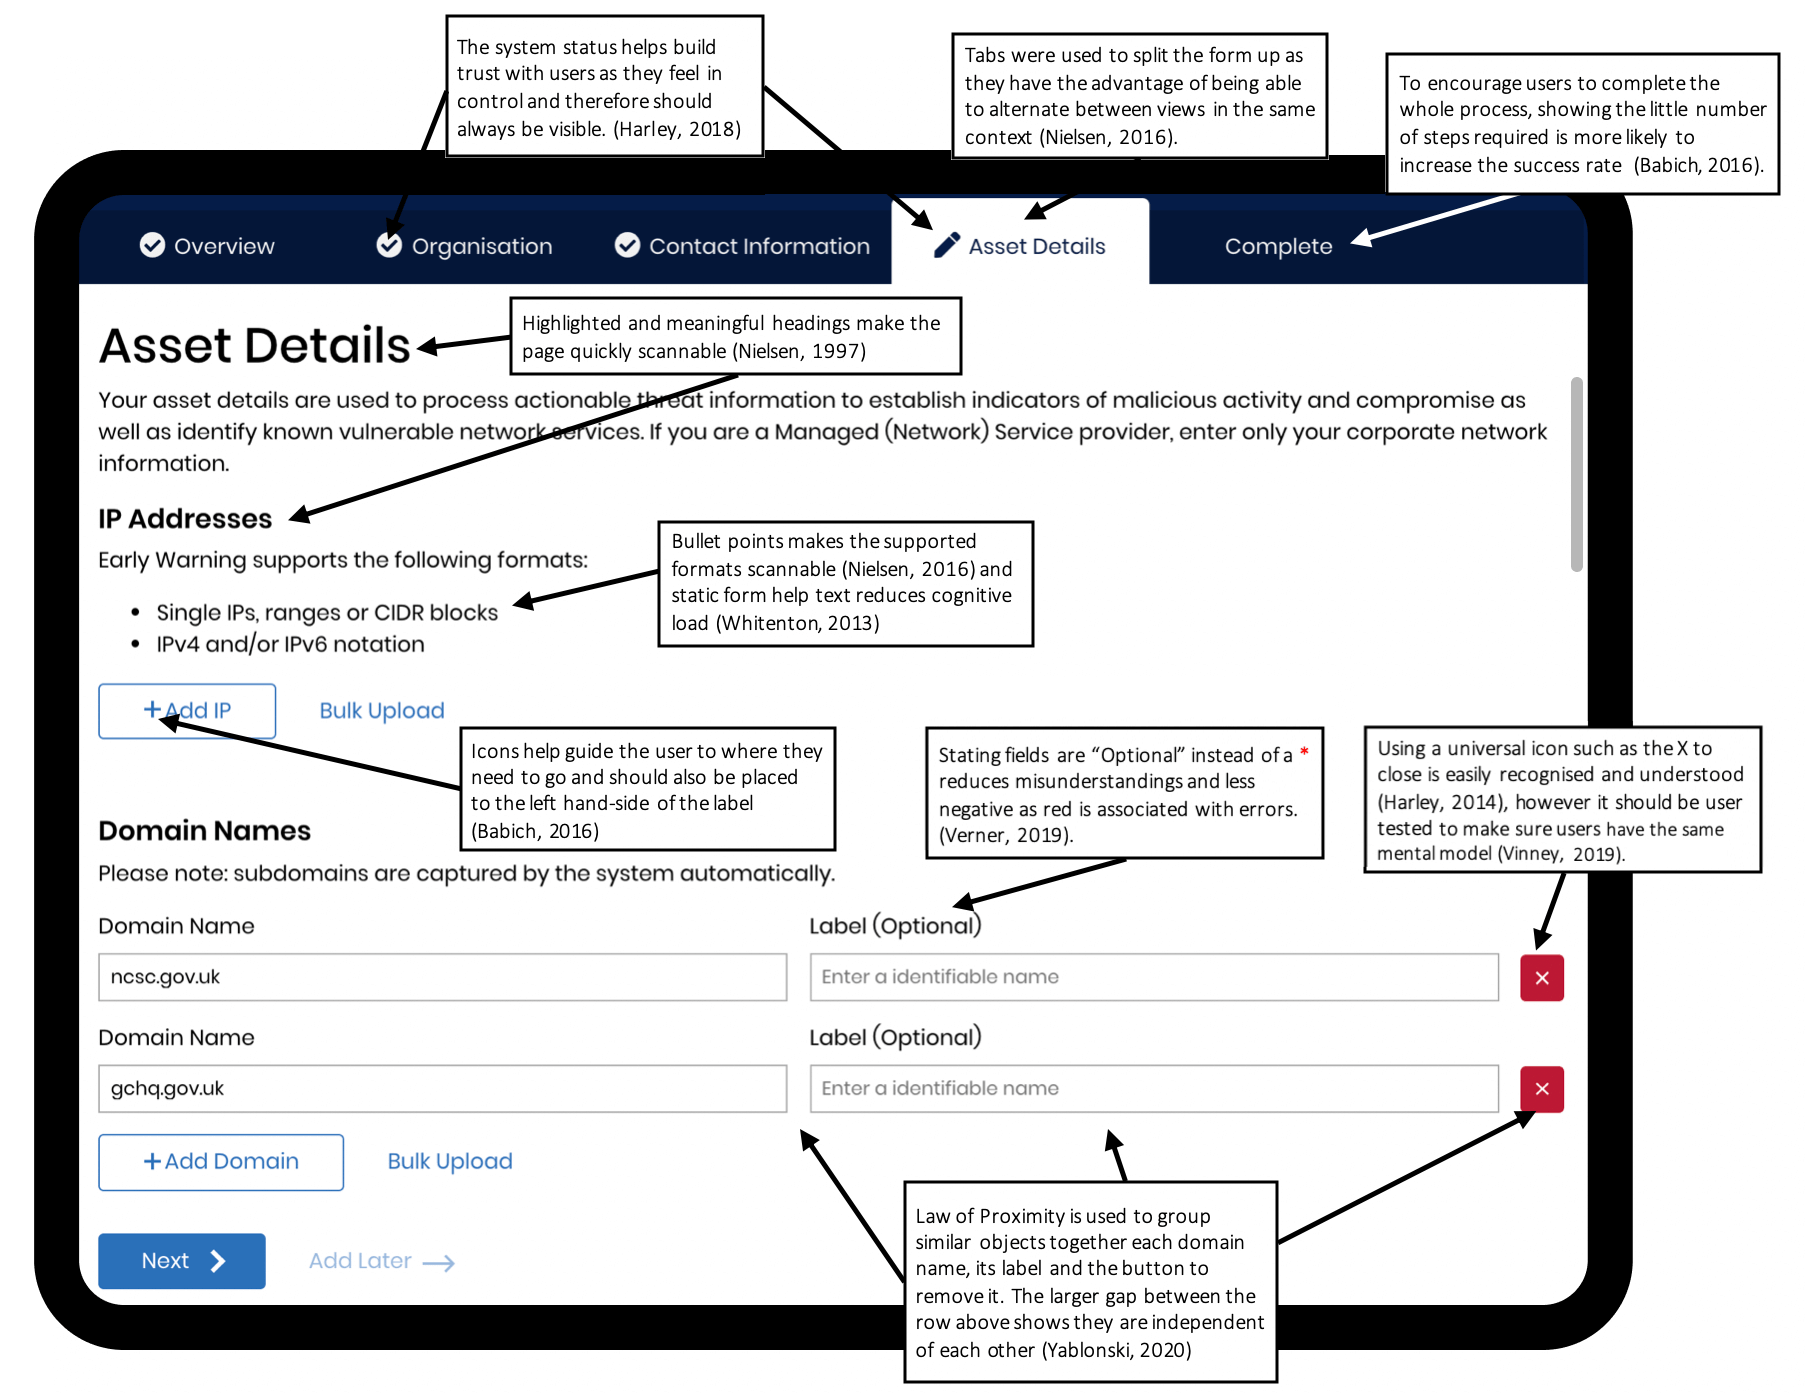 The system status helps build
trust with users as they feel in
control and therefore should
always be visible. (Harley, 2018)
Tabs were used to split the form up as
they have the advantage of being able
to alternate between views in the same
context (Nielsen, 2016).
To encourage users to complete the
whole process, showing the little number
of steps required is more likely to
increase the success rate (Babich, 2016).
Overview
Organisation
Contact Information
Asset Details
Complete
Highlighted and meaningful headings make the
page quickly scannable (Nielsen, 1997)
Asset Details
Your asset details are used to process actionable threat information to establish indicators of malicious activity and compromise as
well as identify known vulnerable network services. If you are a Managed (Network) Service provider, enter only your corporate network
information.
IP Addresses
Early Warning supports the following formats:
• Single IPs, ranges or CIDR blocks
• IPv4 and/or IPv6 notation
Bullet points makes the supported
formats scannable (Nielsen, 2016) and
static form help text reduces cognitive
load (Whitenton, 2013)
+Add IP
Bulk Upload
Icons help guide the user to where they
need to go and should also be placed
to the left hand-side of the label
(Babich, 2016)
Stating fields are “Optional” instead of a *
reduces misunderstandings and less
negative as red is associated with errors.
(Verner, 2019).
Using a universal icon such as the X to
close is easily recognised and understood
(Harley, 2014), however it should be user
tested to make sure users have the same
mental model (Vinney, 2019).
Domain Names
Please note: subdomains are captured by the system automatically.
Domain Name
Label (Optional)
ncsc.gov.uk
Enter a identifiable name
×
Domain Name
Label (Optional)
gchq.gov.uk
Enter a identifiable name
×
+Add Domain
Bulk Upload
Next
Add Later
Law of Proximity is used to group
similar objects together each domain
name, its label and the button to
remove it. The larger gap between the
row above shows they are independent
of each other (Yablonski, 2020)